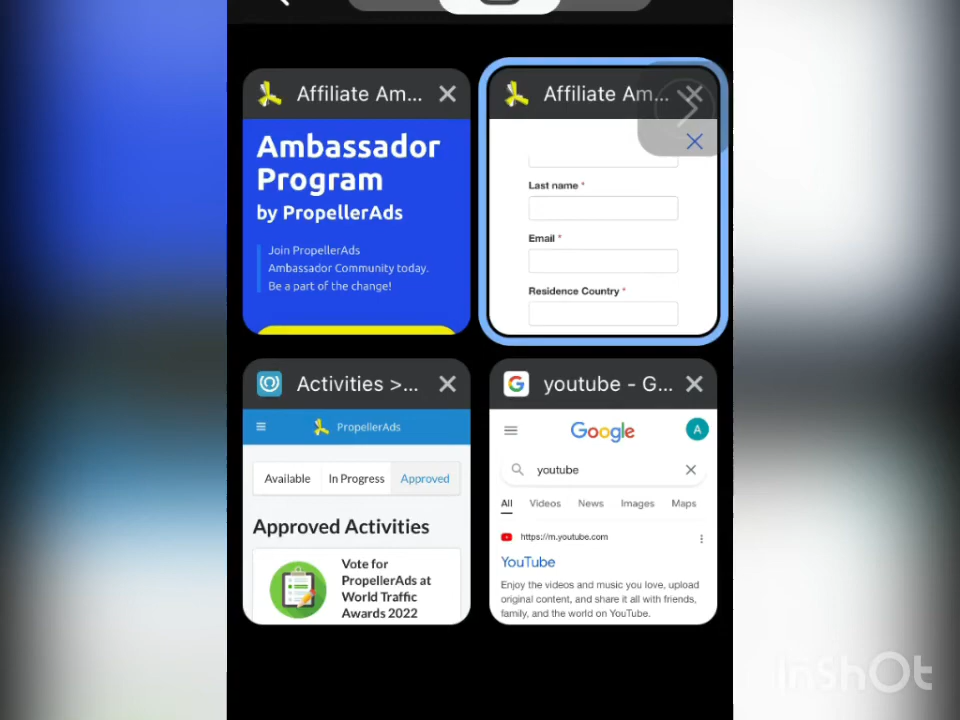 Affiliate Am...
Ambassador
Program
by PropellerAds
Join PropellerAds
Ambassador Community today.
Be a part of the change!
Affiliate Am...
Last name *
Email *
Residence Country *
Activities >...
PropellerAds
Available In Progress Approved
Approved Activities
Vote for
PropellerAds at
World Traffic
Awards 2022
youtube - G...
Google
A
youtube
All Videos News Images Maps
https://m.youtube.com
YouTube
Enjoy the videos and music you love, upload
original content, and share it all with friends,
family, and the world on YouTube.
InShOt